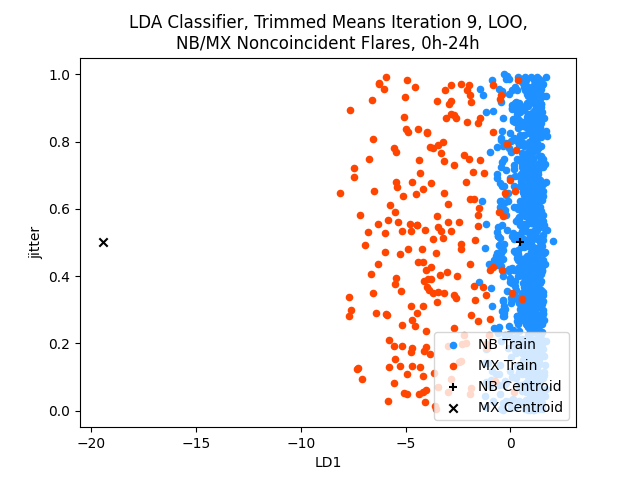 LDA Classifier, Trimmed Means Iteration 9, LOO,
NB/MX Noncoincident Flares, 0h-24h
1.0
0.8
0.6
0.4
0.2
0.0
jitter
−20
−15
−10
−5
0
LD1
NB Train
MX Train
NB Centroid
MX Centroid